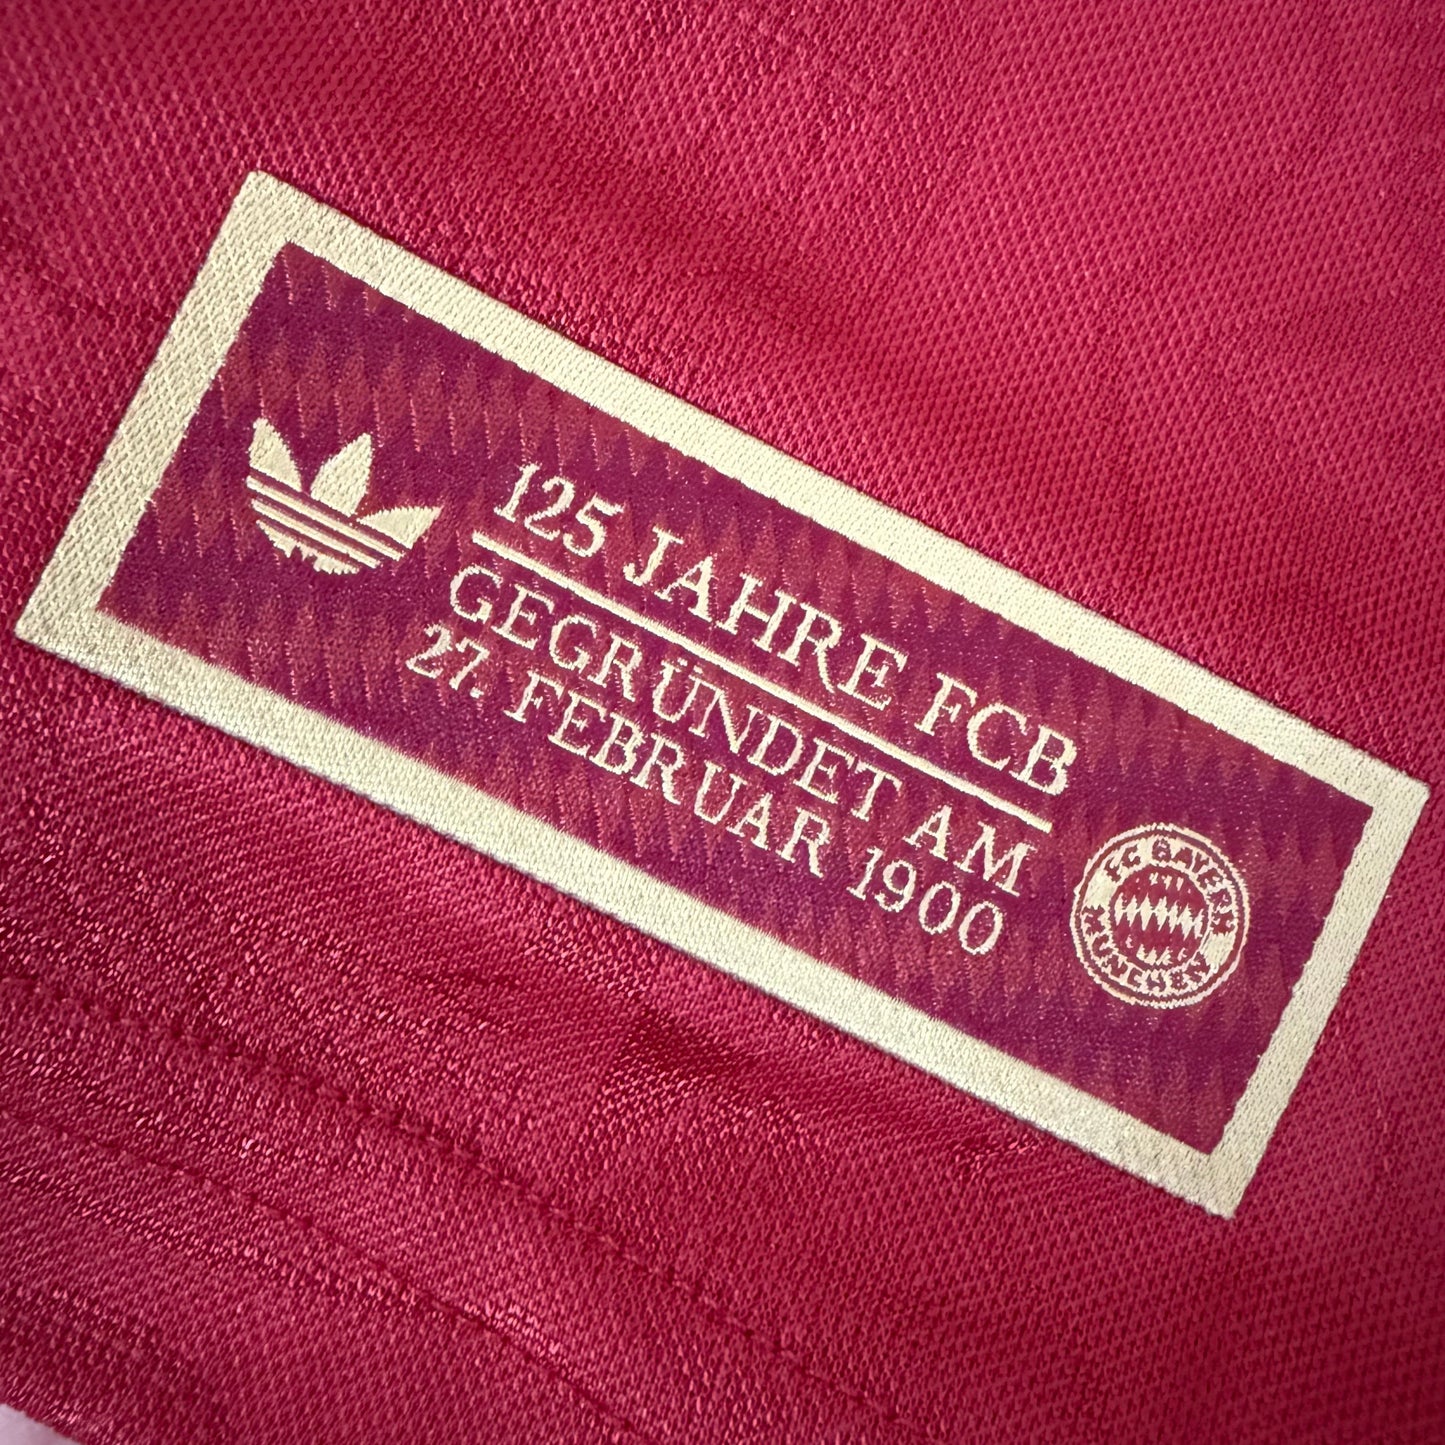 125 JAHRE FCB
GEGRÜNDET AM
27. FEBRUAR 1900
FC BAYERN
MÜNCHEN